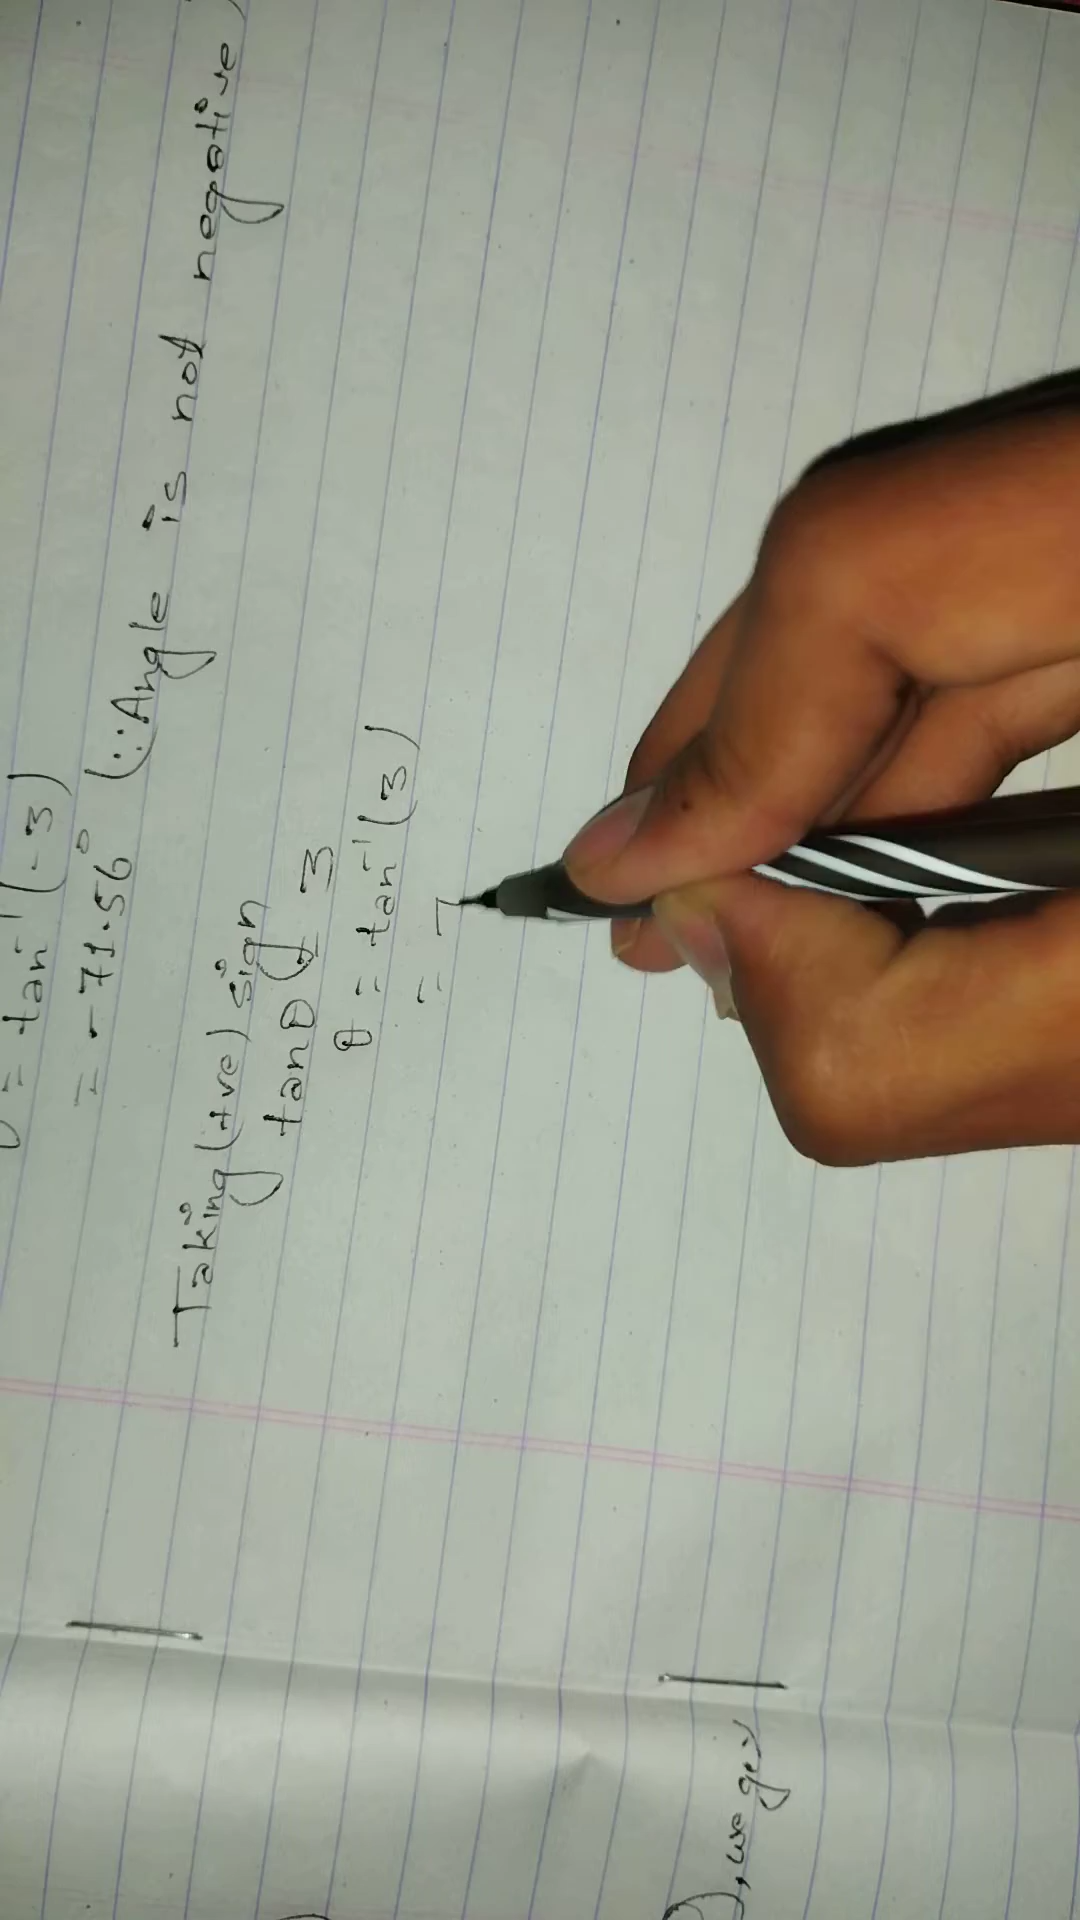 θ = tan⁻¹(-3)
= -71.56° (∵ Angle is not negative)
Taking (+ve) sign
tanθ = 3
θ = tan⁻¹(3)
= 7
), we get